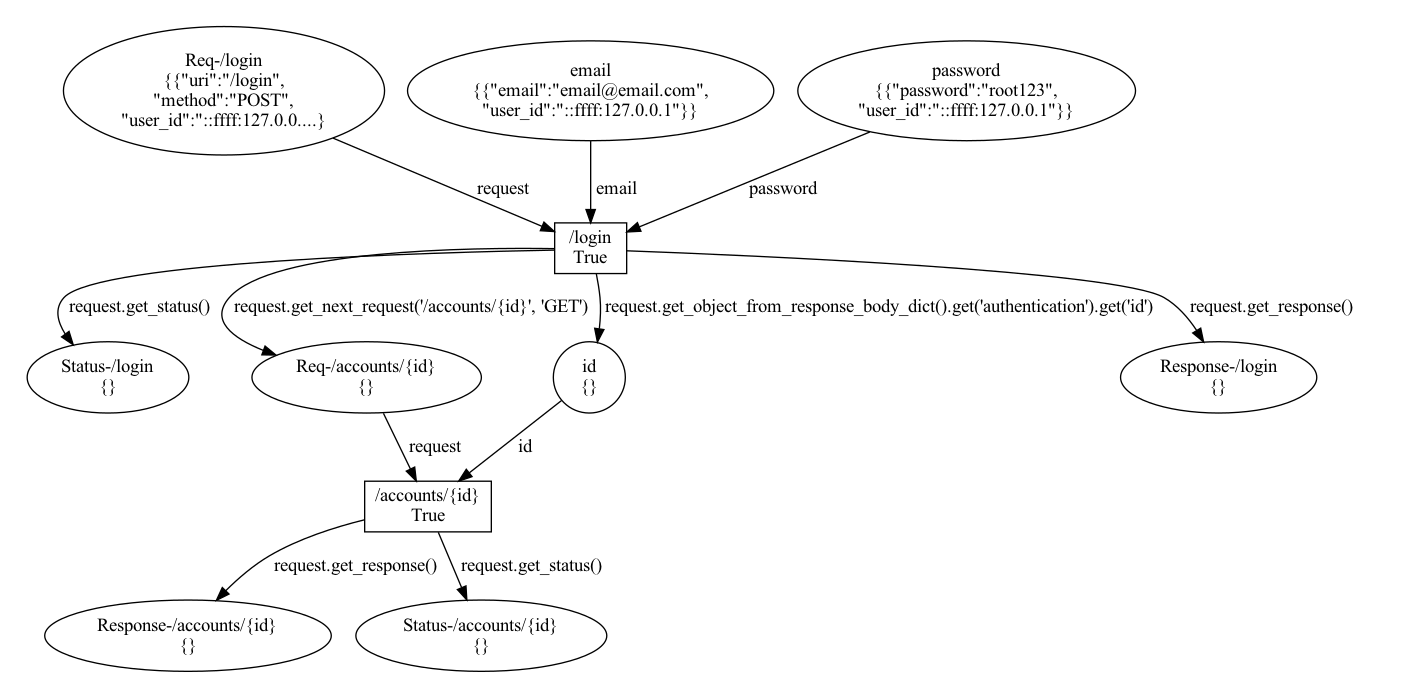 Req-/login
{{"uri":"/login",
"method":"POST",
"user_id":"::ffff:127.0.0....}
email
{{"email":"email@email.com",
"user_id":"::ffff:127.0.0.1"}}
password
{{"password":"root123",
"user_id":"::ffff:127.0.0.1"}}
request
email
password
/login
True
request.get_status()
request.get_next_request('/accounts/{id}', 'GET')
request.get_object_from_response_body_dict().get('authentication').get('id')
request.get_response()
Status-/login
{}
Req-/accounts/{id}
{}
id
{}
Response-/login
{}
request
id
/accounts/{id}
True
request.get_response()
request.get_status()
Response-/accounts/{id}
{}
Status-/accounts/{id}
{}